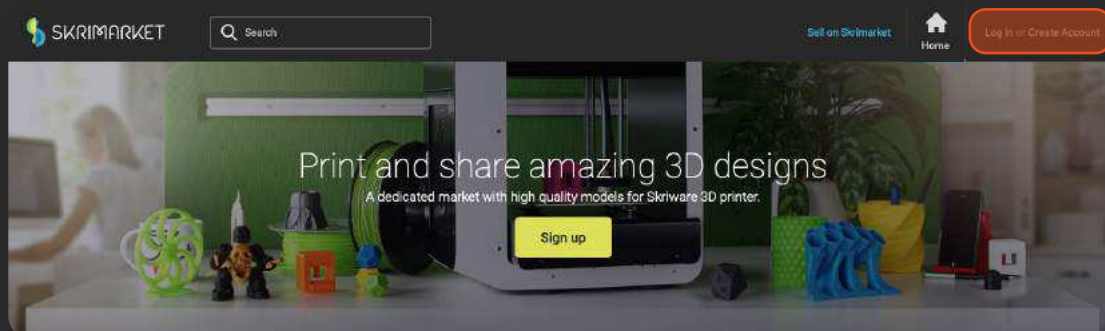 SKRIMARKET
Search
Sell on Skrimarket
Home
Log in or Create Account
Print and share amazing 3D designs
A dedicated market with high quality models for Skriware 3D printer.
Sign up